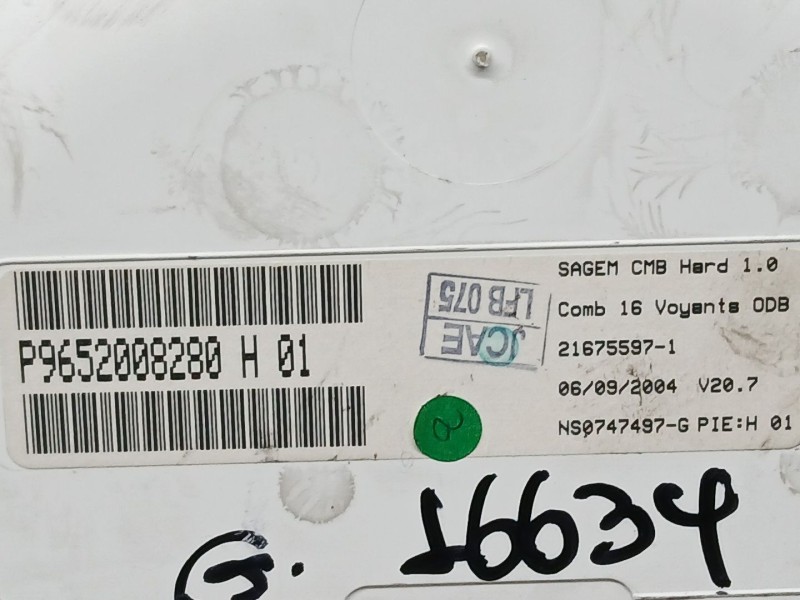 P9652008280 H 01
LFB 075
JCAE
SAGEM CMB Hard 1.0
Comb 16 Voyants ODB
21675597-1
06/09/2004 V20.7
NS0747497-G PIE:H 01
a
16634